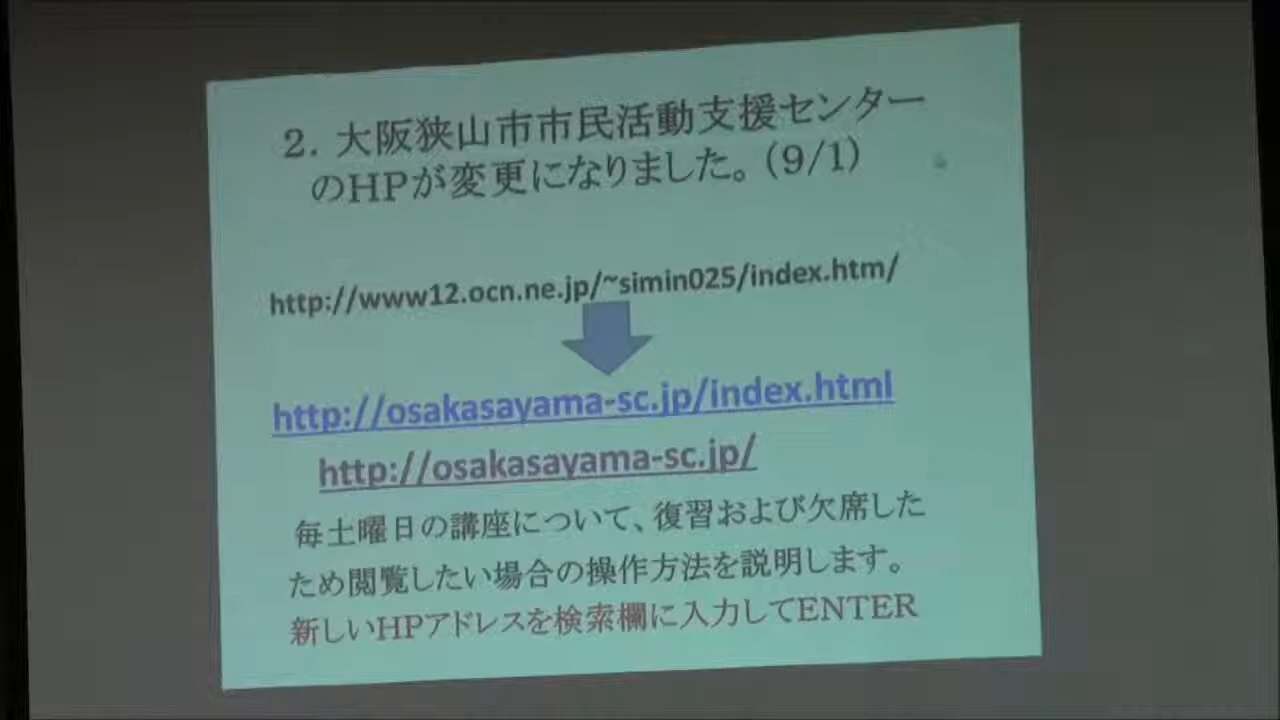 2. 大阪狭山市市民活動支援センター
のHPが変更になりました。(9/1)
http://www12.ocn.ne.jp/~simin025/index.htm/
http://osakasayama-sc.jp/index.html
http://osakasayama-sc.jp/
毎土曜日の講座について、復習および欠席した
ため閲覧したい場合の操作方法を説明します。
新しいHPアドレスを検索欄に入力してENTER